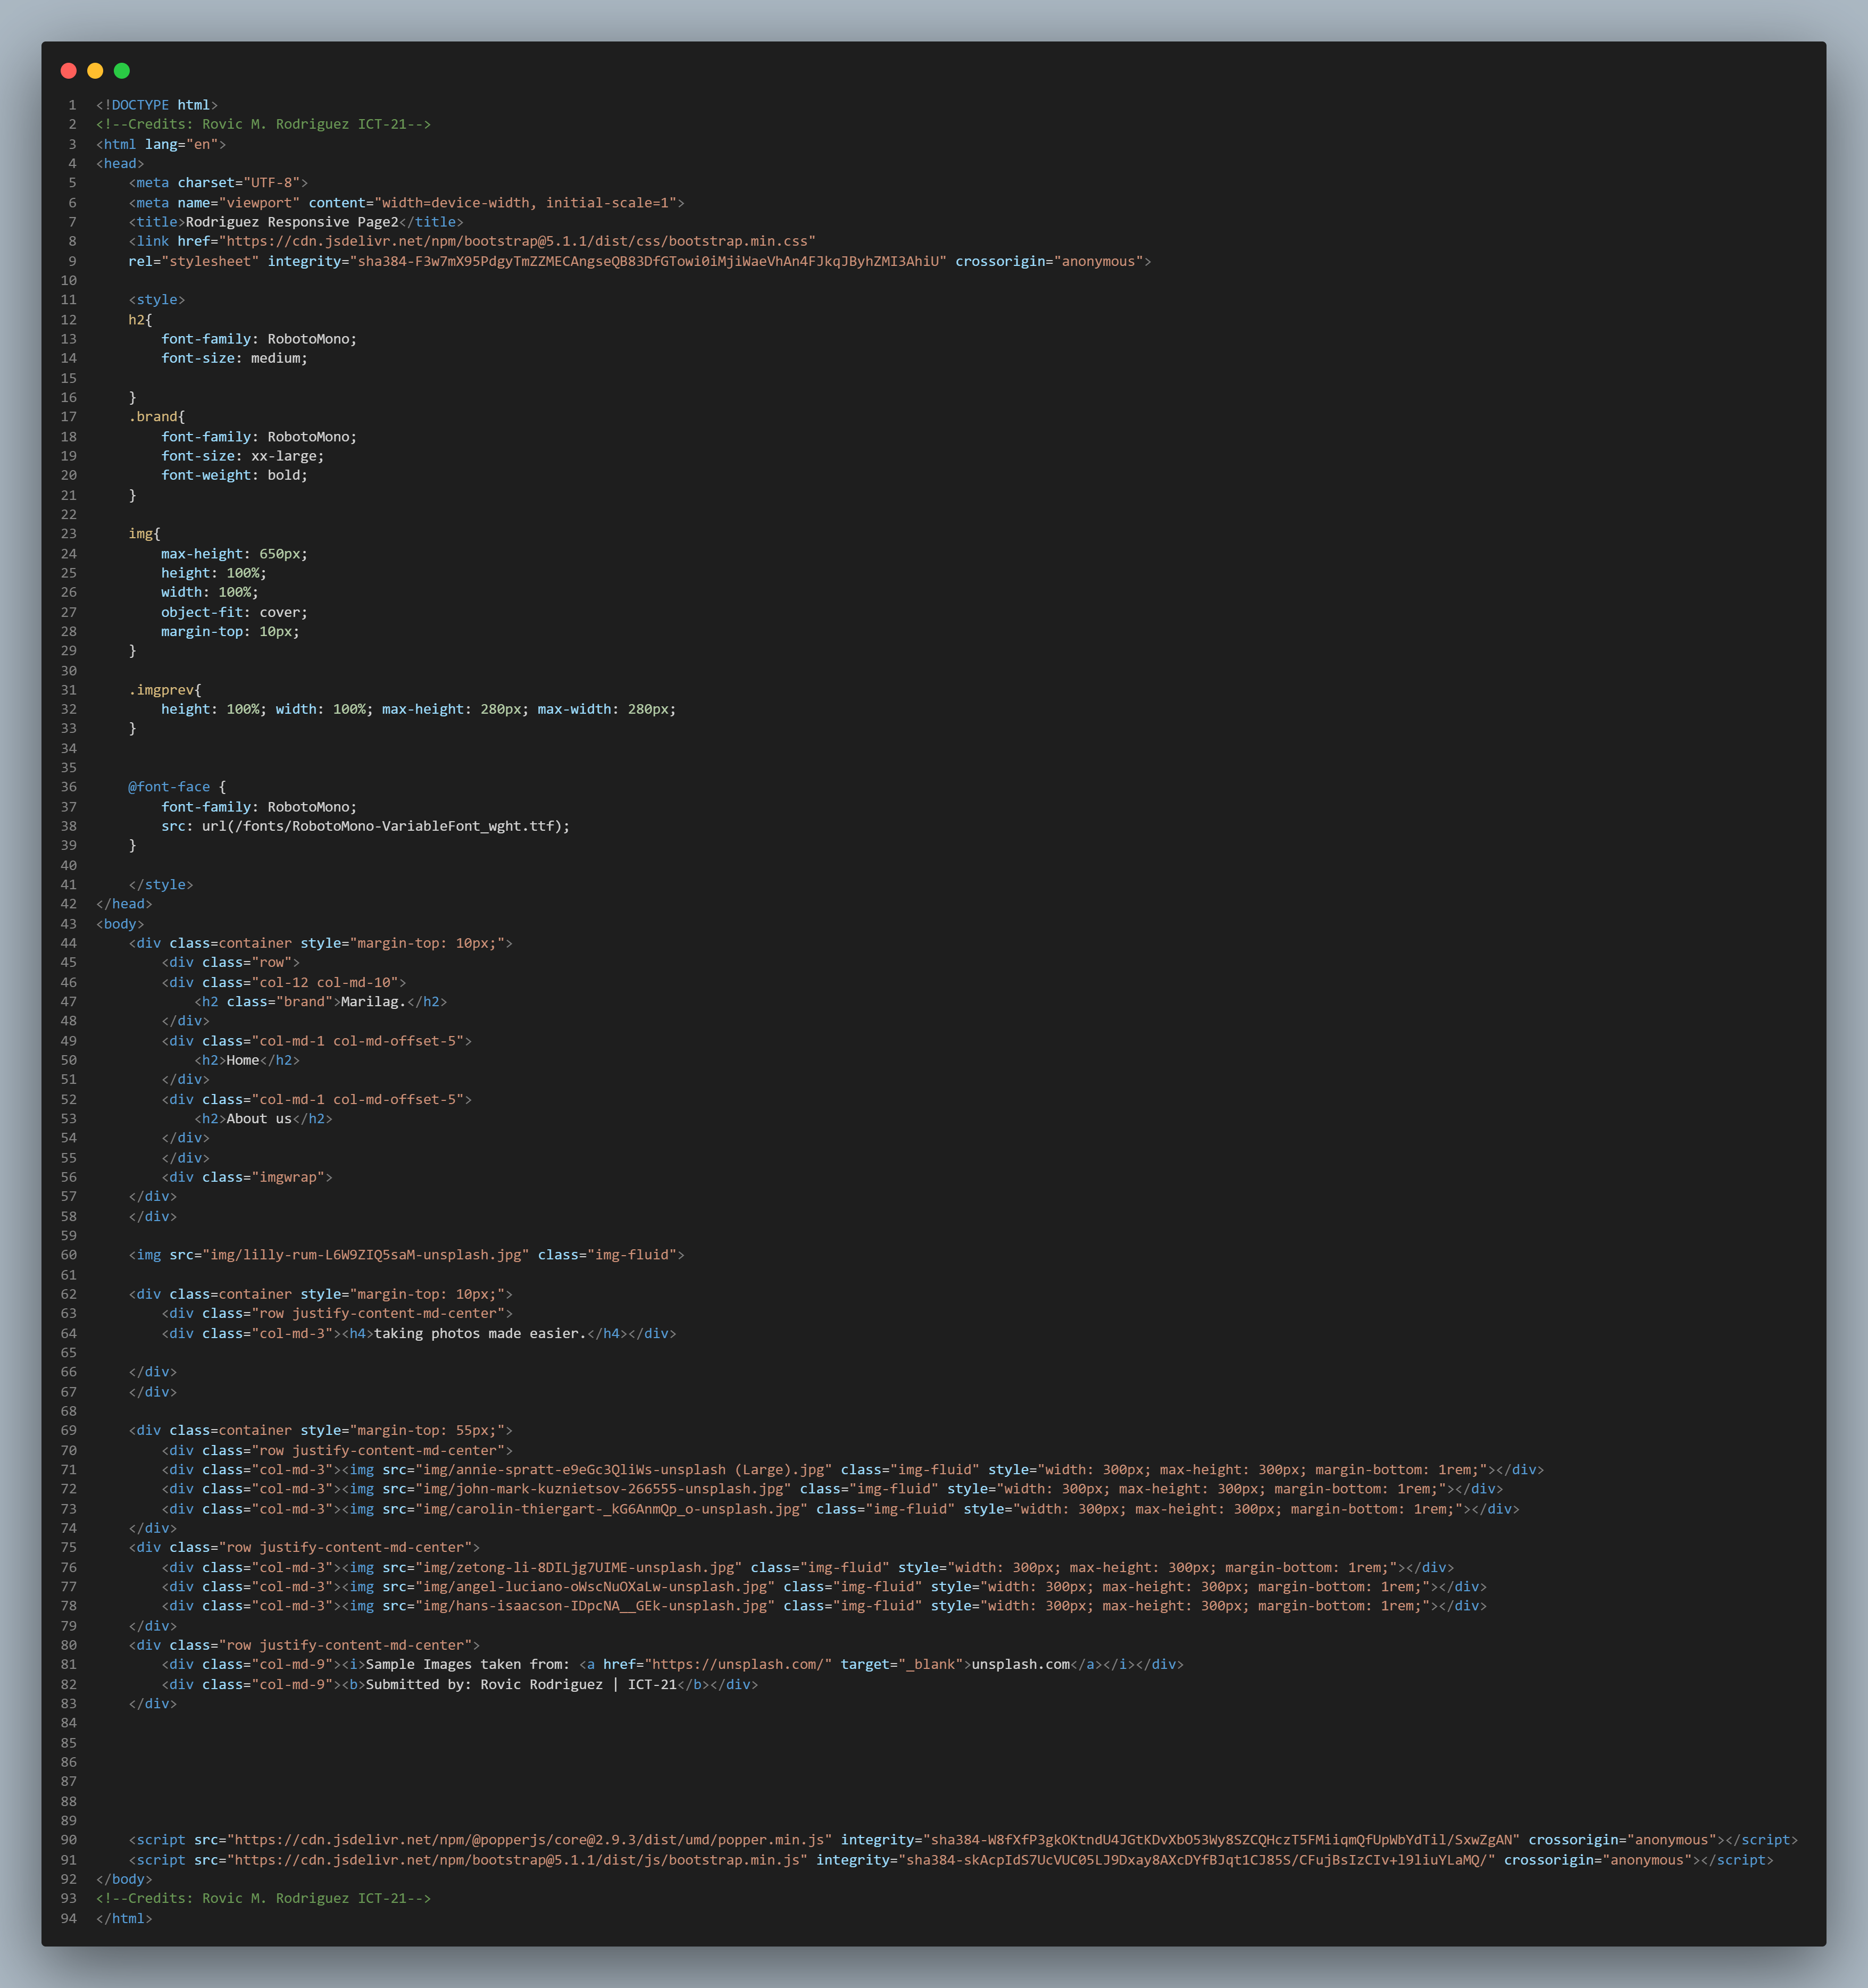 1 <!DOCTYPE html>
2 <!--Credits: Rovic M. Rodriguez ICT-21-->
3 <html lang="en">
4 <head>
5     <meta charset="UTF-8">
6     <meta name="viewport" content="width=device-width, initial-scale=1">
7     <title>Rodriguez Responsive Page2</title>
8     <link href="https://cdn.jsdelivr.net/npm/bootstrap@5.1.1/dist/css/bootstrap.min.css"
9     rel="stylesheet" integrity="sha384-F3w7mX95PdgyTmZZMECAngseQB83DfGTowi0iMjiWaeVhAn4FJkqJByhZMI3AhiU" crossorigin="anonymous">
10
11     <style>
12     h2{
13         font-family: RobotoMono;
14         font-size: medium;
15
16     }
17     .brand{
18         font-family: RobotoMono;
19         font-size: xx-large;
20         font-weight: bold;
21     }
22
23     img{
24         max-height: 650px;
25         height: 100%;
26         width: 100%;
27         object-fit: cover;
28         margin-top: 10px;
29     }
30
31     .imgprev{
32         height: 100%; width: 100%; max-height: 280px; max-width: 280px;
33     }
34
35
36     @font-face {
37         font-family: RobotoMono;
38         src: url(/fonts/RobotoMono-VariableFont_wght.ttf);
39     }
40
41     </style>
42 </head>
43 <body>
44     <div class=container style="margin-top: 10px;">
45         <div class="row">
46         <div class="col-12 col-md-10">
47             <h2 class="brand">Marilag.</h2>
48         </div>
49         <div class="col-md-1 col-md-offset-5">
50             <h2>Home</h2>
51         </div>
52         <div class="col-md-1 col-md-offset-5">
53             <h2>About us</h2>
54         </div>
55         </div>
56         <div class="imgwrap">
57     </div>
58     </div>
59
60     <img src="img/lilly-rum-L6W9ZIQ5saM-unsplash.jpg" class="img-fluid">
61
62     <div class=container style="margin-top: 10px;">
63         <div class="row justify-content-md-center">
64         <div class="col-md-3"><h4>taking photos made easier.</h4></div>
65
66     </div>
67     </div>
68
69     <div class=container style="margin-top: 55px;">
70         <div class="row justify-content-md-center">
71         <div class="col-md-3"><img src="img/annie-spratt-e9eGc3QliWs-unsplash (Large).jpg" class="img-fluid" style="width: 300px; max-height: 300px; margin-bottom: 1rem;"></div>
72         <div class="col-md-3"><img src="img/john-mark-kuznietsov-266555-unsplash.jpg" class="img-fluid" style="width: 300px; max-height: 300px; margin-bottom: 1rem;"></div>
73         <div class="col-md-3"><img src="img/carolin-thiergart-_kG6AnmQp_o-unsplash.jpg" class="img-fluid" style="width: 300px; max-height: 300px; margin-bottom: 1rem;"></div>
74     </div>
75     <div class="row justify-content-md-center">
76         <div class="col-md-3"><img src="img/zetong-li-8DILjg7UIME-unsplash.jpg" class="img-fluid" style="width: 300px; max-height: 300px; margin-bottom: 1rem;"></div>
77         <div class="col-md-3"><img src="img/angel-luciano-oWscNuOXaLw-unsplash.jpg" class="img-fluid" style="width: 300px; max-height: 300px; margin-bottom: 1rem;"></div>
78         <div class="col-md-3"><img src="img/hans-isaacson-IDpcNA__GEk-unsplash.jpg" class="img-fluid" style="width: 300px; max-height: 300px; margin-bottom: 1rem;"></div>
79     </div>
80     <div class="row justify-content-md-center">
81         <div class="col-md-9"><i>Sample Images taken from: <a href="https://unsplash.com/" target="_blank">unsplash.com</a></i></div>
82         <div class="col-md-9"><b>Submitted by: Rovic Rodriguez | ICT-21</b></div>
83     </div>
84
85
86
87
88
89
90     <script src="https://cdn.jsdelivr.net/npm/@popperjs/core@2.9.3/dist/umd/popper.min.js" integrity="sha384-W8fXfP3gkOKtndU4JGtKDvXbO53Wy8SZCQHczT5FMiiqmQfUpWbYdTil/SxwZgAN" crossorigin="anonymous"></script>
91     <script src="https://cdn.jsdelivr.net/npm/bootstrap@5.1.1/dist/js/bootstrap.min.js" integrity="sha384-skAcpIdS7UcVUC05LJ9Dxay8AXcDYfBJqt1CJ85S/CFujBsIzCIv+l9liuYLaMQ/" crossorigin="anonymous"></script>
92 </body>
93 <!--Credits: Rovic M. Rodriguez ICT-21-->
94 </html>